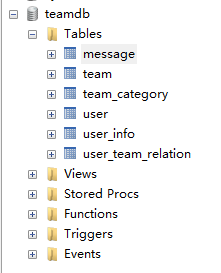 teamdb
Tables
message
team
team_category
user
user_info
user_team_relation
Views
Stored Procs
Functions
Triggers
Events